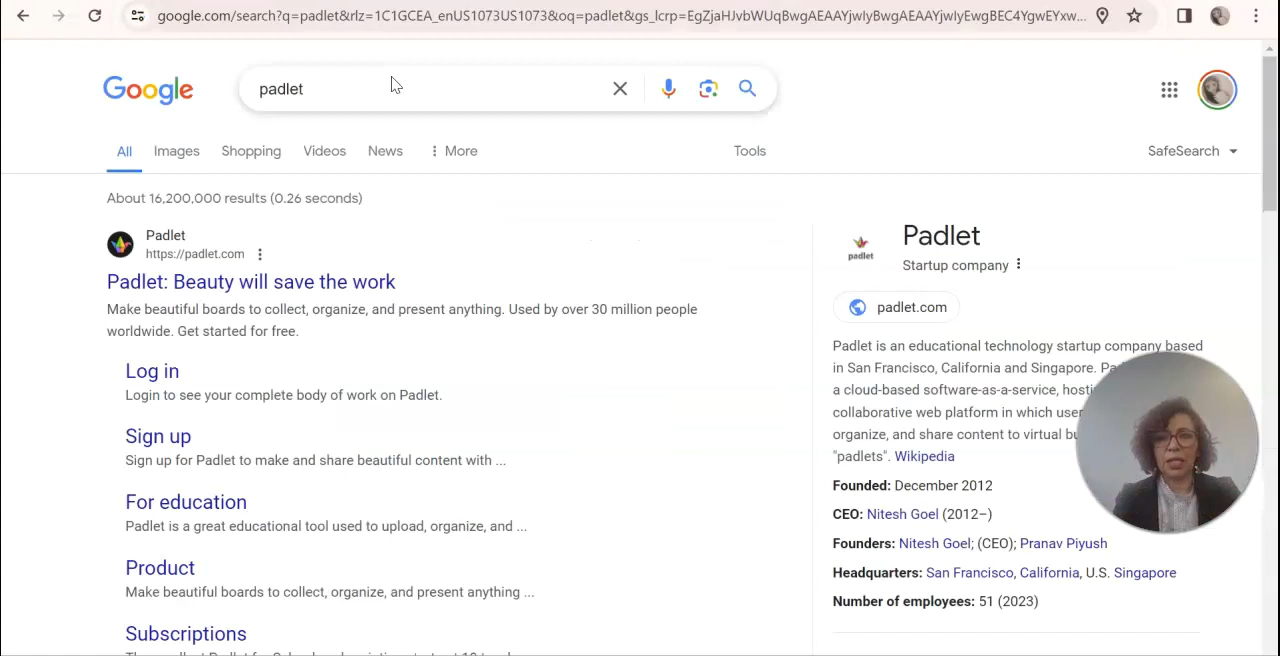 google.com/search?q=padlet&rlz=1C1GCEA_enUS1073US1073&oq=padlet&gs_lcrp=EgZjaHJvbWUqBwgAEAAYjwIyBwgAEAAYjwIyEwgBEC4YgwEYxw...
Google
padlet
All Images Shopping Videos News More Tools SafeSearch
About 16,200,000 results (0.26 seconds)
Padlet
https://padlet.com
Padlet: Beauty will save the work
Make beautiful boards to collect, organize, and present anything. Used by over 30 million people
worldwide. Get started for free.
Log in
Login to see your complete body of work on Padlet.
Sign up
Sign up for Padlet to make and share beautiful content with ...
For education
Padlet is a great educational tool used to upload, organize, and ...
Product
Make beautiful boards to collect, organize, and present anything ...
Subscriptions
padlet
Padlet
Startup company
padlet.com
Padlet is an educational technology startup company based
in San Francisco, California and Singapore.
a cloud-based software-as-a-service,
collaborative web platform in which
organize, and share content to virtual
"padlets". Wikipedia
Founded: December 2012
CEO: Nitesh Goel (2012–)
Founders: Nitesh Goel; (CEO); Pranav Piyush
Headquarters: San Francisco, California, U.S. Singapore
Number of employees: 51 (2023)